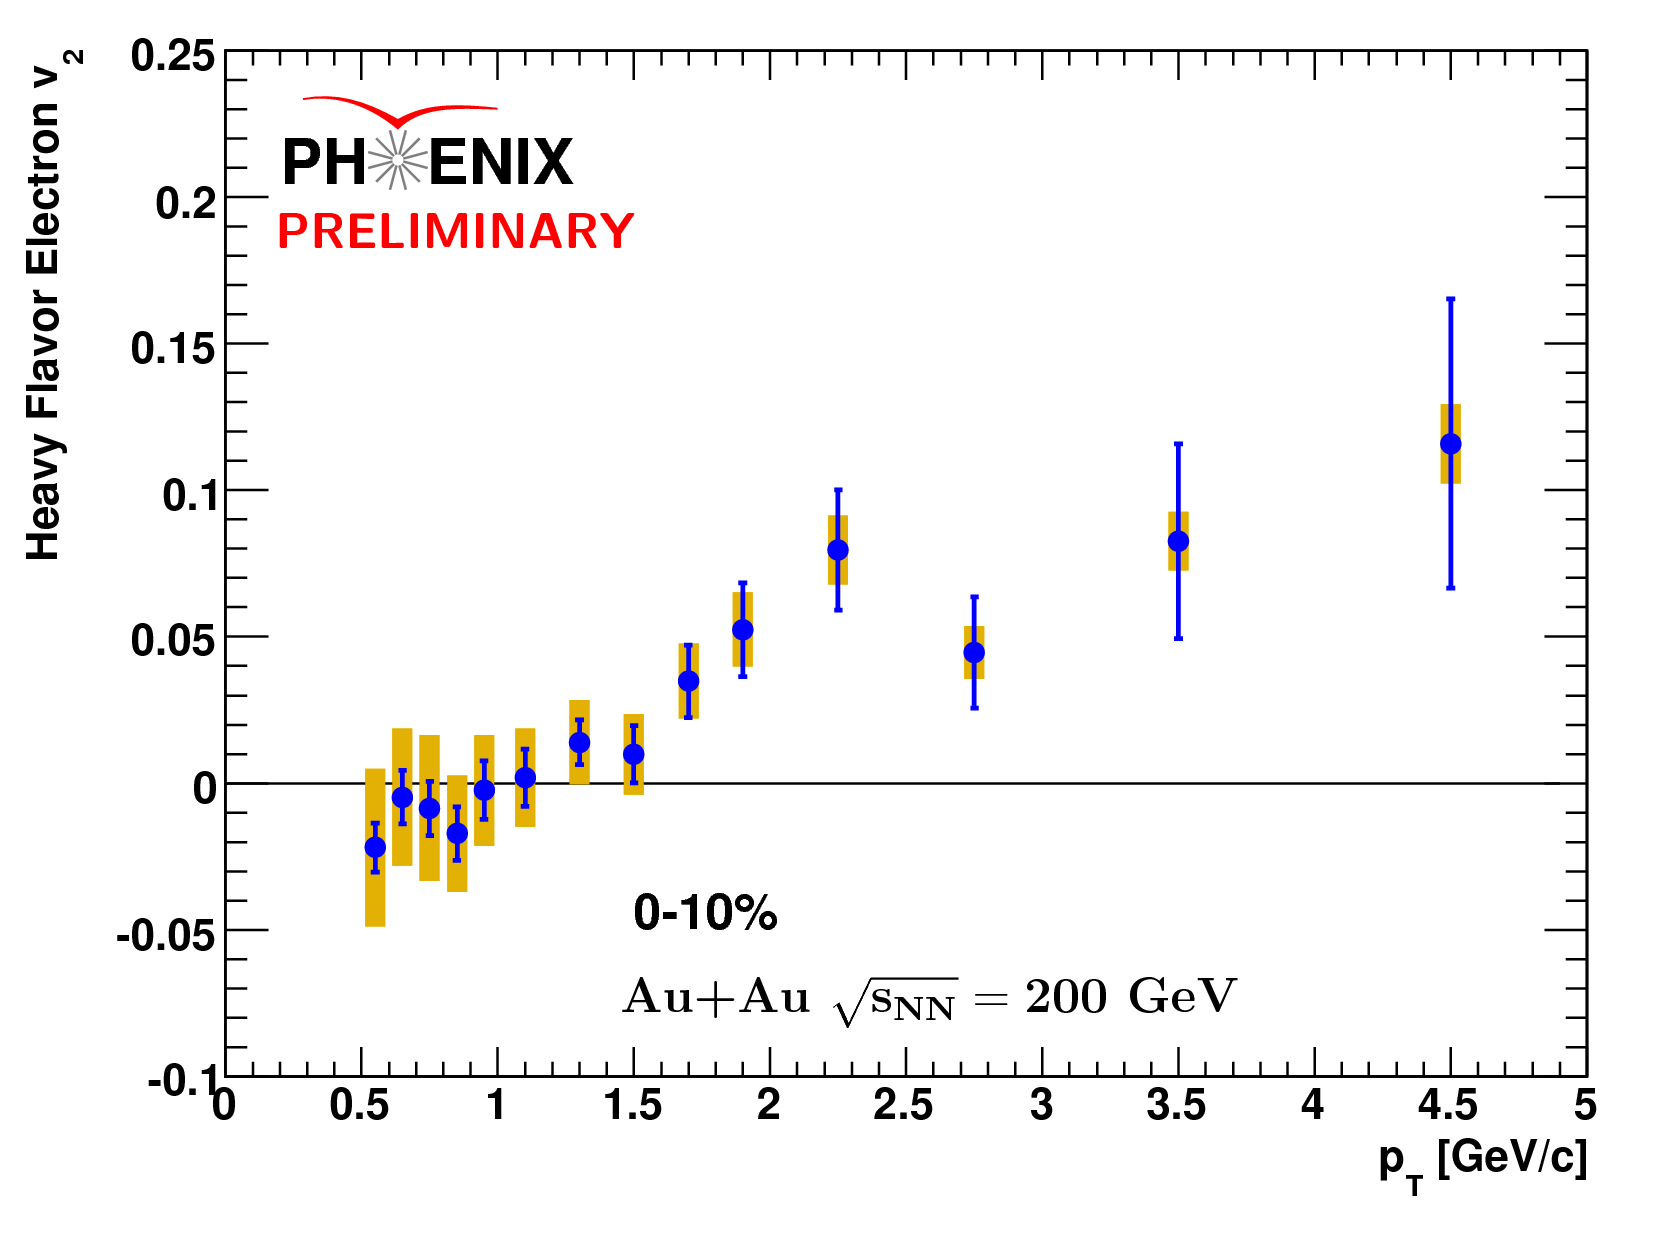 Heavy Flavor Electron v2
0.25
0.2
0.15
0.1
0.05
0
-0.05
-0.1
PHENIX
PRELIMINARY
0-10%
Au+Au √sNN = 200 GeV
0 0.5 1 1.5 2 2.5 3 3.5 4 4.5 5
pT [GeV/c]